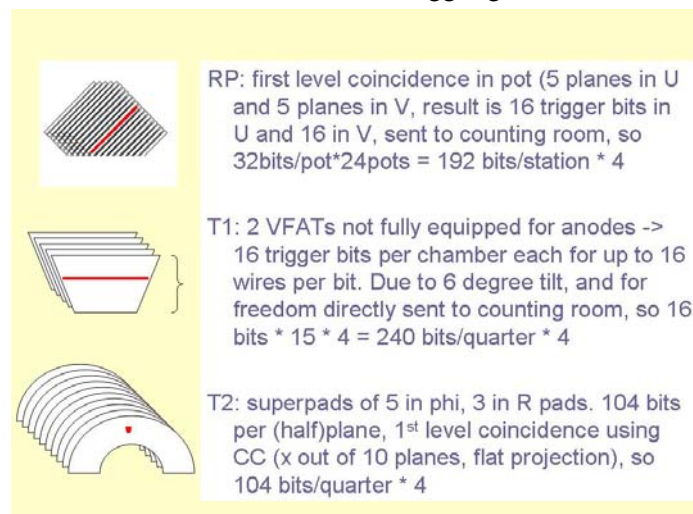 RP: first level coincidence in pot (5 planes in U
and 5 planes in V, result is 16 trigger bits in
U and 16 in V, sent to counting room, so
32bits/pot*24pots = 192 bits/station * 4
T1: 2 VFATs not fully equipped for anodes ->
16 trigger bits per chamber each for up to 16
wires per bit. Due to 6 degree tilt, and for
freedom directly sent to counting room, so 16
bits * 15 * 4 = 240 bits/quarter * 4
T2: superpads of 5 in phi, 3 in R pads. 104 bits
per (half)plane, 1st level coincidence using
CC (x out of 10 planes, flat projection), so
104 bits/quarter * 4